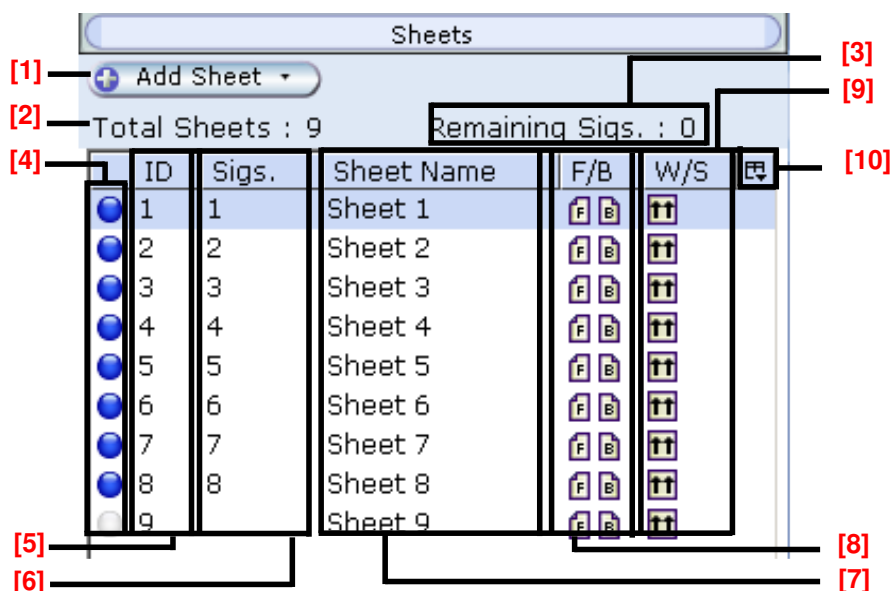 Sheets
[1] Add Sheet [3]
[9]
[2] Total Sheets : 9 Remaining Sigs. : 0
[4] ID Sigs. Sheet Name F/B W/S [10]
1 1 Sheet 1 F B
2 2 Sheet 2 F B
3 3 Sheet 3 F B
4 4 Sheet 4 F B
5 5 Sheet 5 F B
6 6 Sheet 6 F B
7 7 Sheet 7 F B
8 8 Sheet 8 F B
9 Sheet 9 F B
[5] [8]
[6] [7]